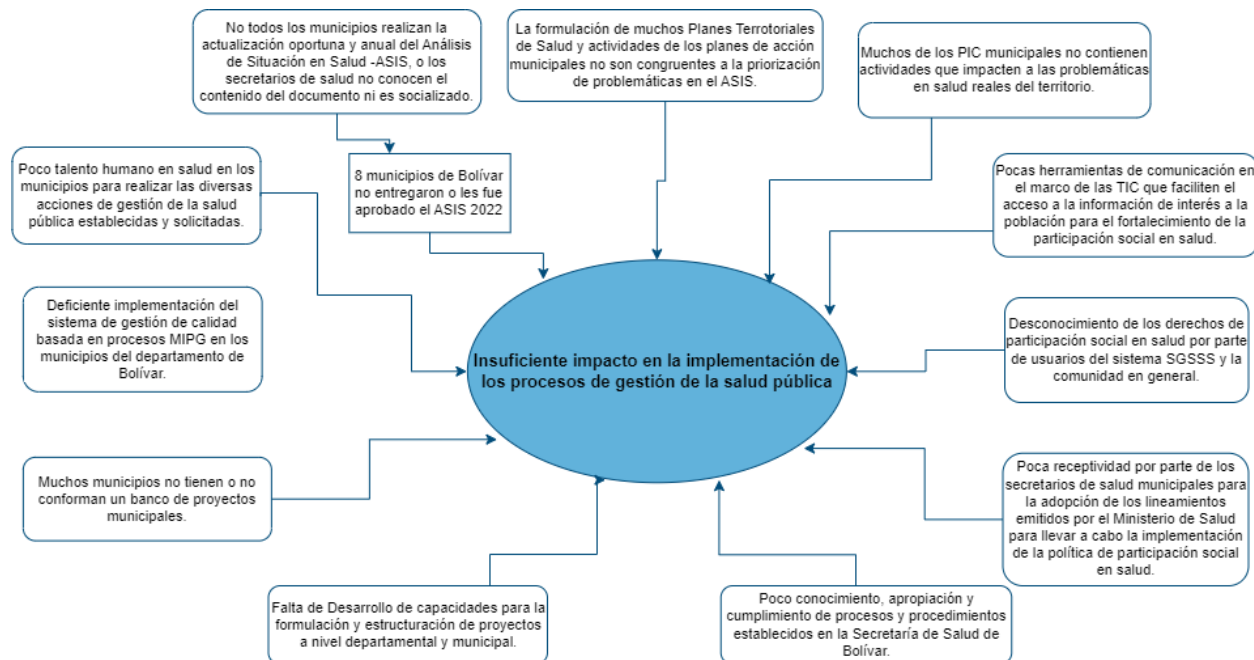 No todos los municipios realizan la
actualización oportuna y anual del Análisis
de Situación en Salud -ASIS, o los
secretarios de salud no conocen el
contenido del documento ni es socializado.
La formulación de muchos Planes Terrotoriales
de Salud y actividades de los planes de acción
municipales no son congruentes a la priorización
de problemáticas en el ASIS.
Muchos de los PIC municipales no contienen
actividades que impacten a las problemáticas
en salud reales del territorio.
Poco talento humano en salud en los
municipios para realizar las diversas
acciones de gestión de la salud
pública establecidas y solicitadas.
8 municipios de Bolívar
no entregaron o les fue
aprobado el ASIS 2022
Pocas herramientas de comunicación en
el marco de las TIC que faciliten el
acceso a la información de interés a la
población para el fortalecimiento de la
participación social en salud.
Deficiente implementación del
sistema de gestión de calidad
basada en procesos MIPG en los
municipios del departamento de
Bolívar.
Insuficiente impacto en la implementación de
los procesos de gestión de la salud pública
Desconocimiento de los derechos de
participación social en salud por parte
de usuarios del sistema SGSSS y la
comunidad en general.
Muchos municipios no tienen o no
conforman un banco de proyectos
municipales.
Poca receptividad por parte de los
secretarios de salud municipales para
la adopción de los lineamientos
emitidos por el Ministerio de Salud
para llevar a cabo la implementación
de la política de participación social
en salud.
Falta de Desarrollo de capacidades para la
formulación y estructuración de proyectos
a nivel departamental y municipal.
Poco conocimiento, apropiación y
cumplimiento de procesos y procedimientos
establecidos en la Secretaría de Salud de
Bolívar.